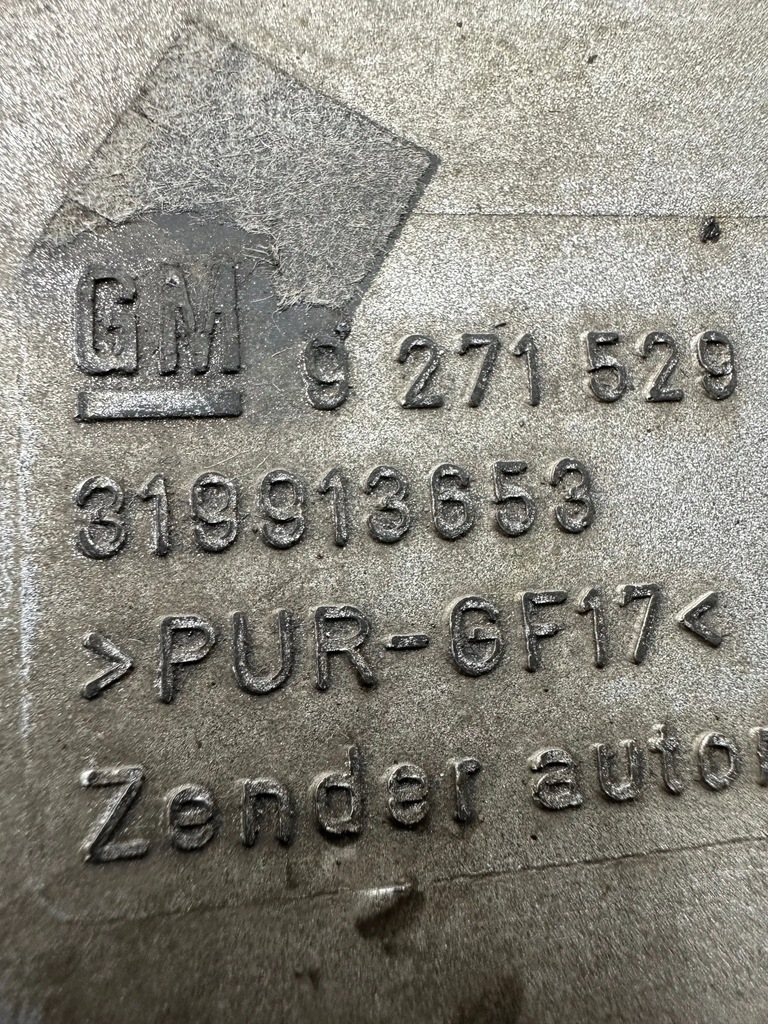 GM 9 271 529
319913653
>PUR-GF17<
Zender